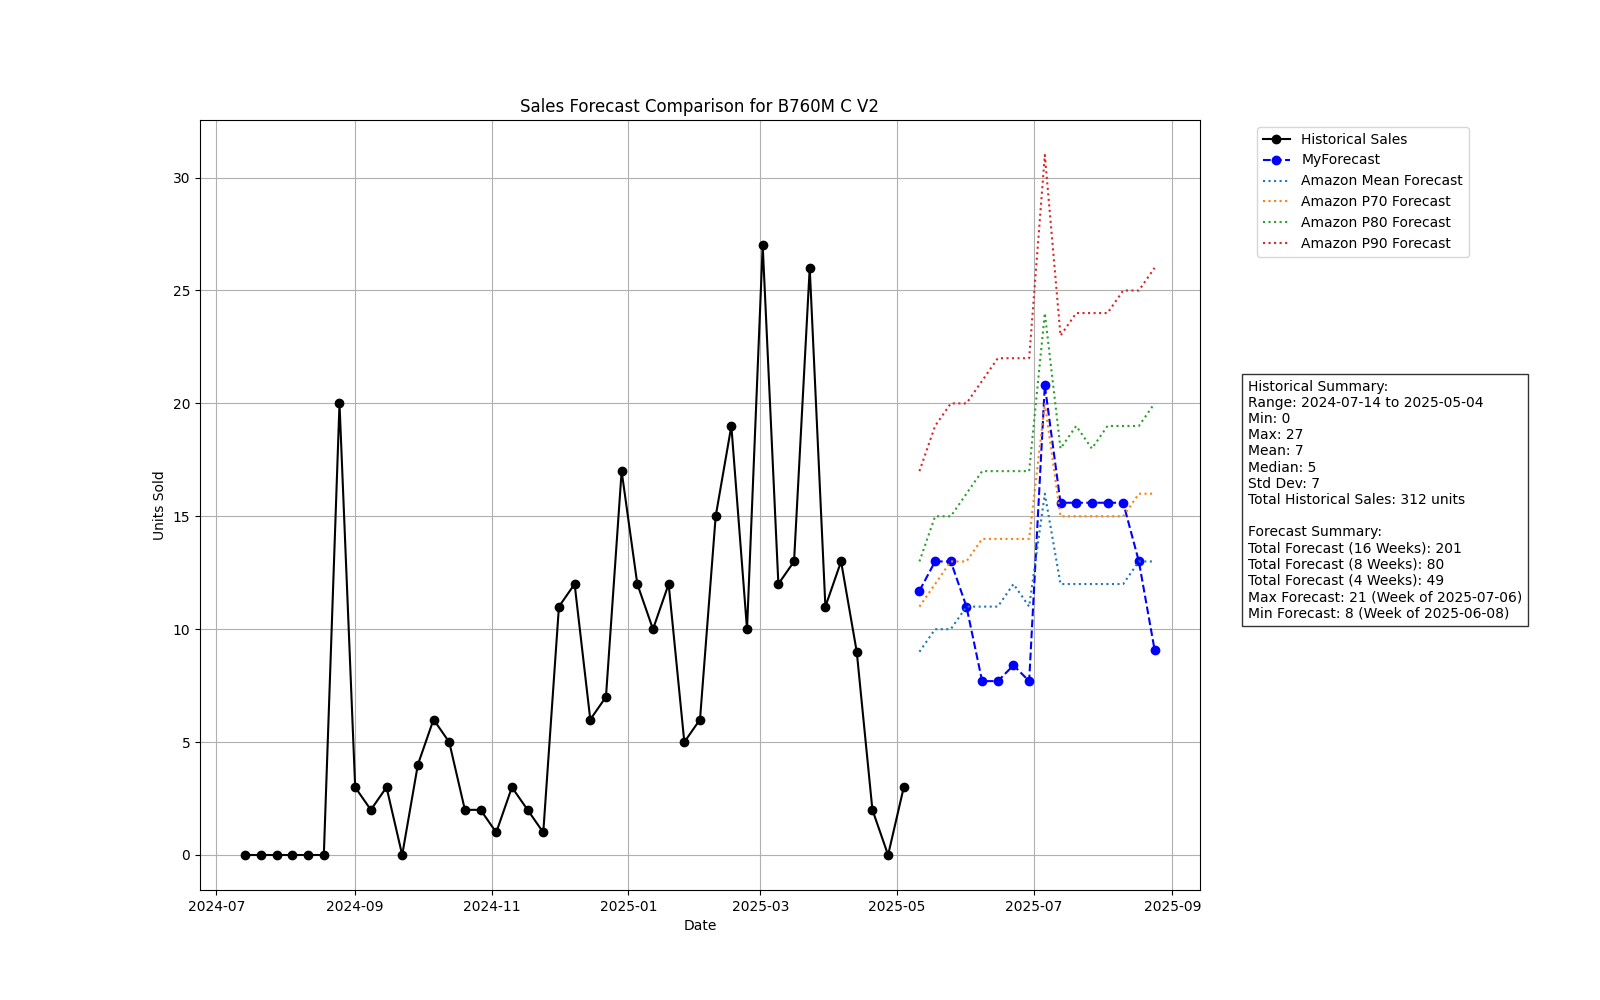 Sales Forecast Comparison for B760M C V2
Historical Sales
MyForecast
Amazon Mean Forecast
Amazon P70 Forecast
Amazon P80 Forecast
Amazon P90 Forecast
Units Sold
30
25
20
15
10
5
0
2024-07
2024-09
2024-11
2025-01
2025-03
2025-05
2025-07
2025-09
Date
Historical Summary:
Range: 2024-07-14 to 2025-05-04
Min: 0
Max: 27
Mean: 7
Median: 5
Std Dev: 7
Total Historical Sales: 312 units
Forecast Summary:
Total Forecast (16 Weeks): 201
Total Forecast (8 Weeks): 80
Total Forecast (4 Weeks): 49
Max Forecast: 21 (Week of 2025-07-06)
Min Forecast: 8 (Week of 2025-06-08)